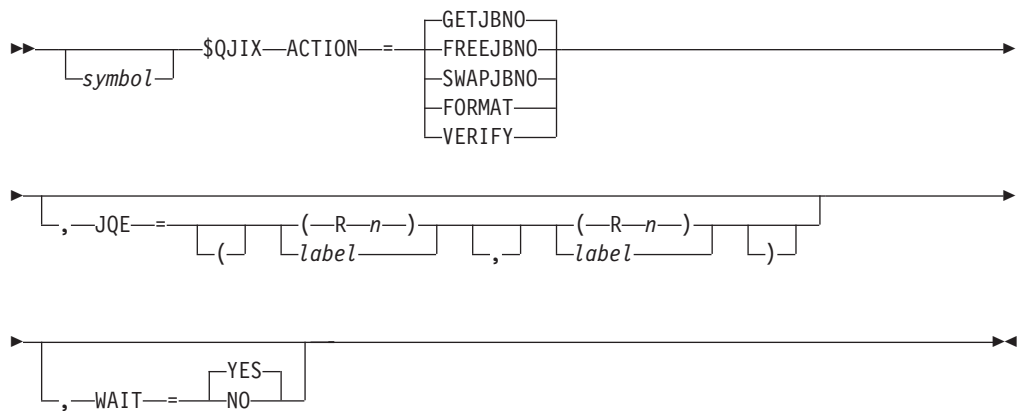 GETJBNO
$QJIX ACTION = FREEJBNO
symbol SWAPJBNO
FORMAT
VERIFY
, JQE = ( R n ) ( R n )
( label , label )
YES
, WAIT = NO